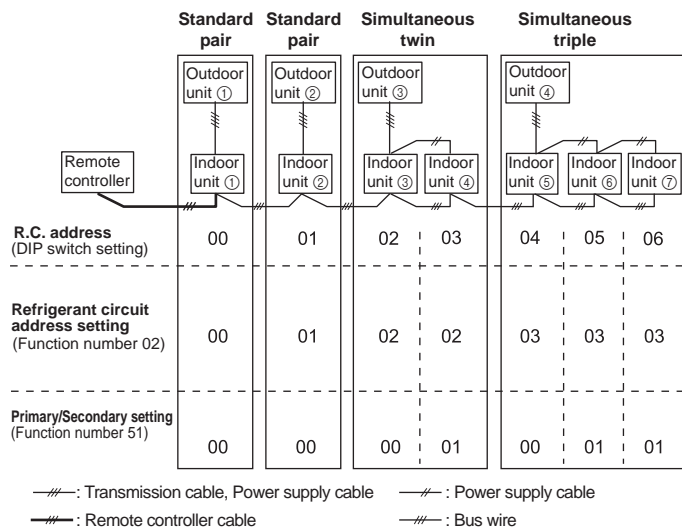 Standard pair
Standard pair
Simultaneous twin
Simultaneous triple
Outdoor unit ①
Outdoor unit ②
Outdoor unit ③
Outdoor unit ④
Remote controller
Indoor unit ①
Indoor unit ②
Indoor unit ③
Indoor unit ④
Indoor unit ⑤
Indoor unit ⑥
Indoor unit ⑦
R.C. address
(DIP switch setting)
00 01 02 03 04 05 06
Refrigerant circuit
address setting
(Function number 02)
00 01 02 02 03 03 03
Primary/Secondary setting
(Function number 51)
00 00 00 01 00 01 01
: Transmission cable, Power supply cable
: Power supply cable
: Remote controller cable
: Bus wire